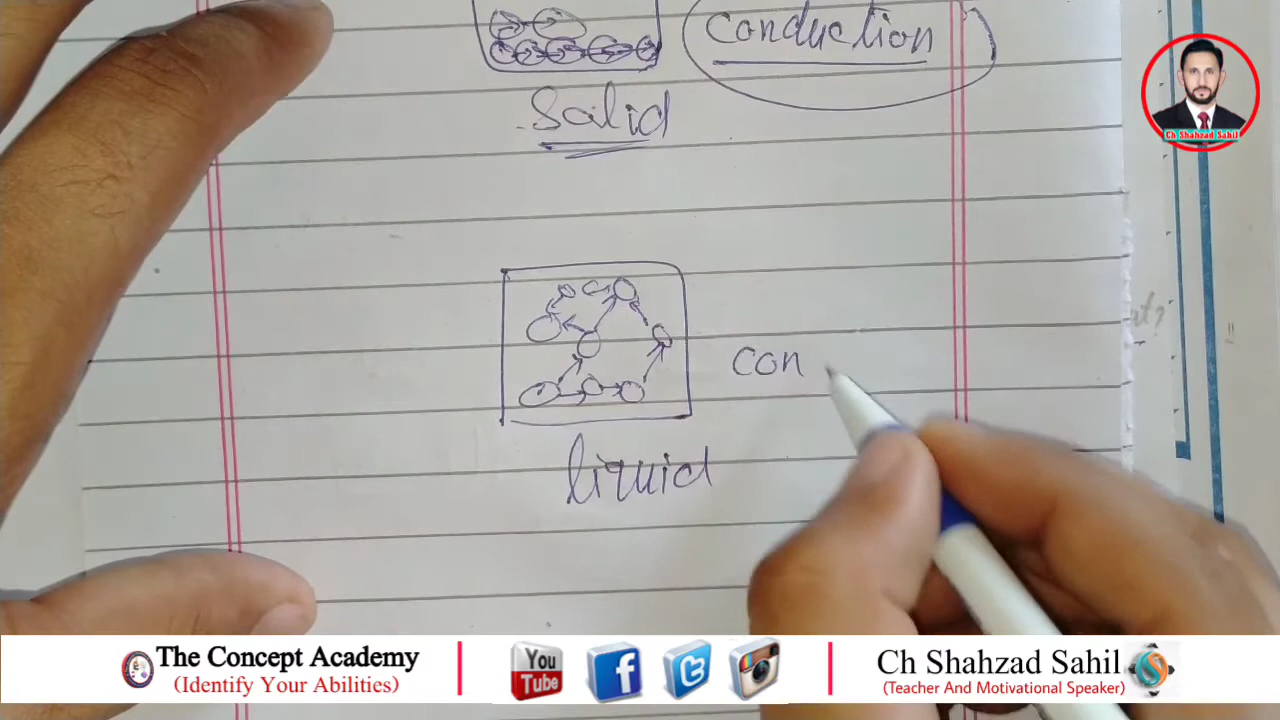 conduction
Solid
con
liquid
Ch Shahzad Sahil
The Concept Academy
(Identify Your Abilities)
You
Tube
Ch Shahzad Sahil
(Teacher And Motivational Speaker)